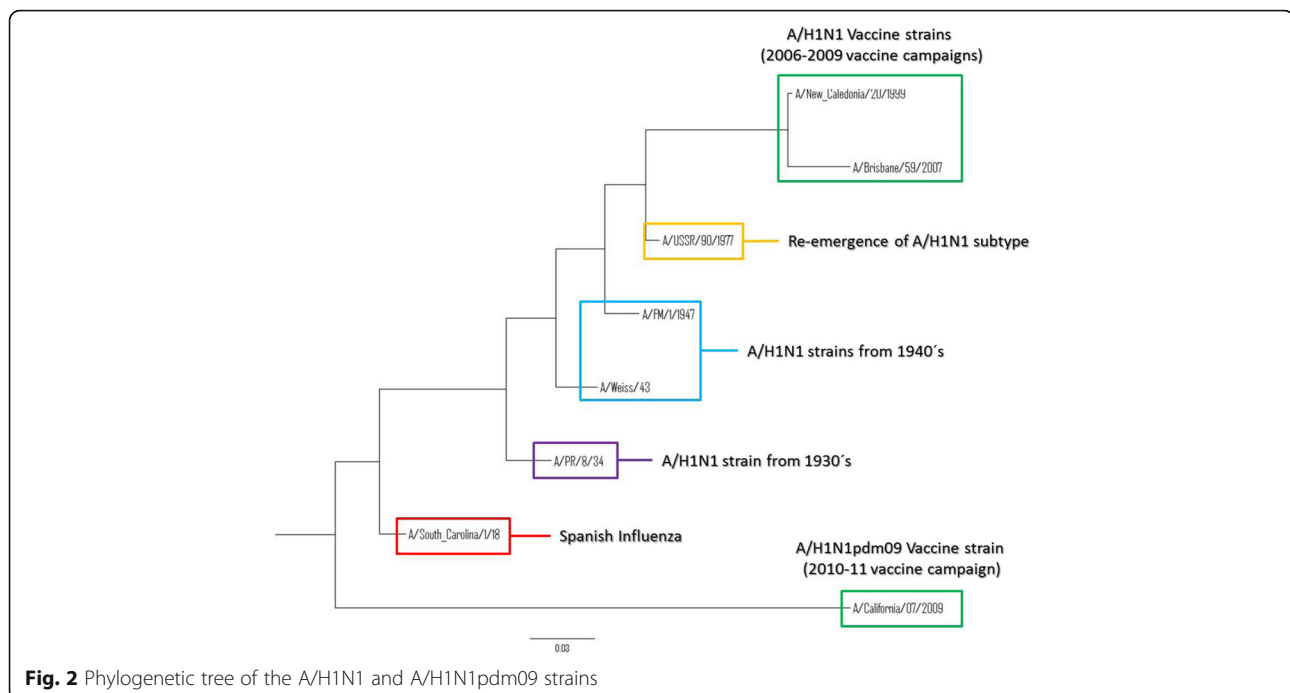 A/H1N1 Vaccine strains
(2006-2009 vaccine campaigns)
A/New_Caledonia/20/1999
A/Brisbane/59/2007
A/USSR/90/1977
Re-emergence of A/H1N1 subtype
A/FM/1/1947
A/H1N1 strains from 1940´s
A/Weiss/43
A/PR/8/34
A/H1N1 strain from 1930´s
A/South_Carolina/1/18
Spanish Influenza
A/H1N1pdm09 Vaccine strain
(2010-11 vaccine campaign)
A/California/07/2009
0.03
Fig. 2 Phylogenetic tree of the A/H1N1 and A/H1N1pdm09 strains